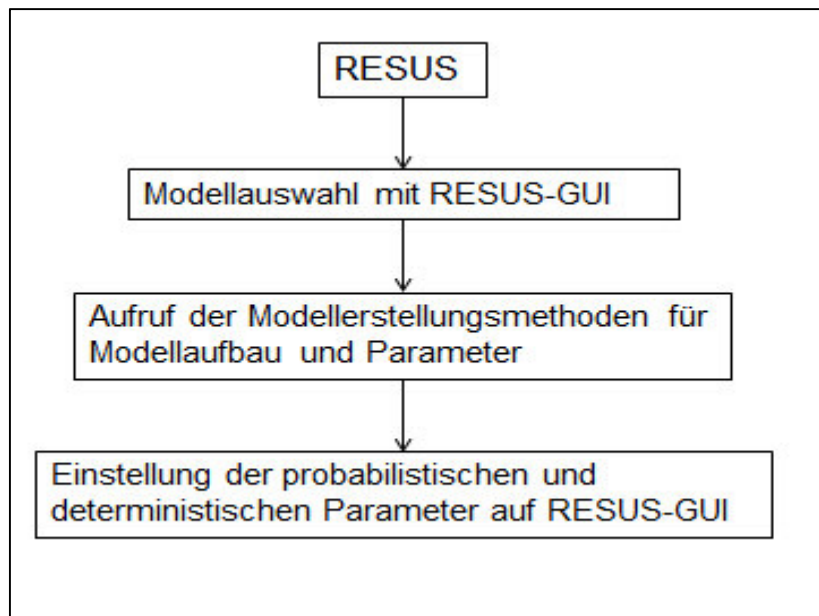 RESUS
Modellauswahl mit RESUS-GUI
Aufruf der Modellerstellungsmethoden für
Modellaufbau und Parameter
Einstellung der probabilistischen und
deterministischen Parameter auf RESUS-GUI